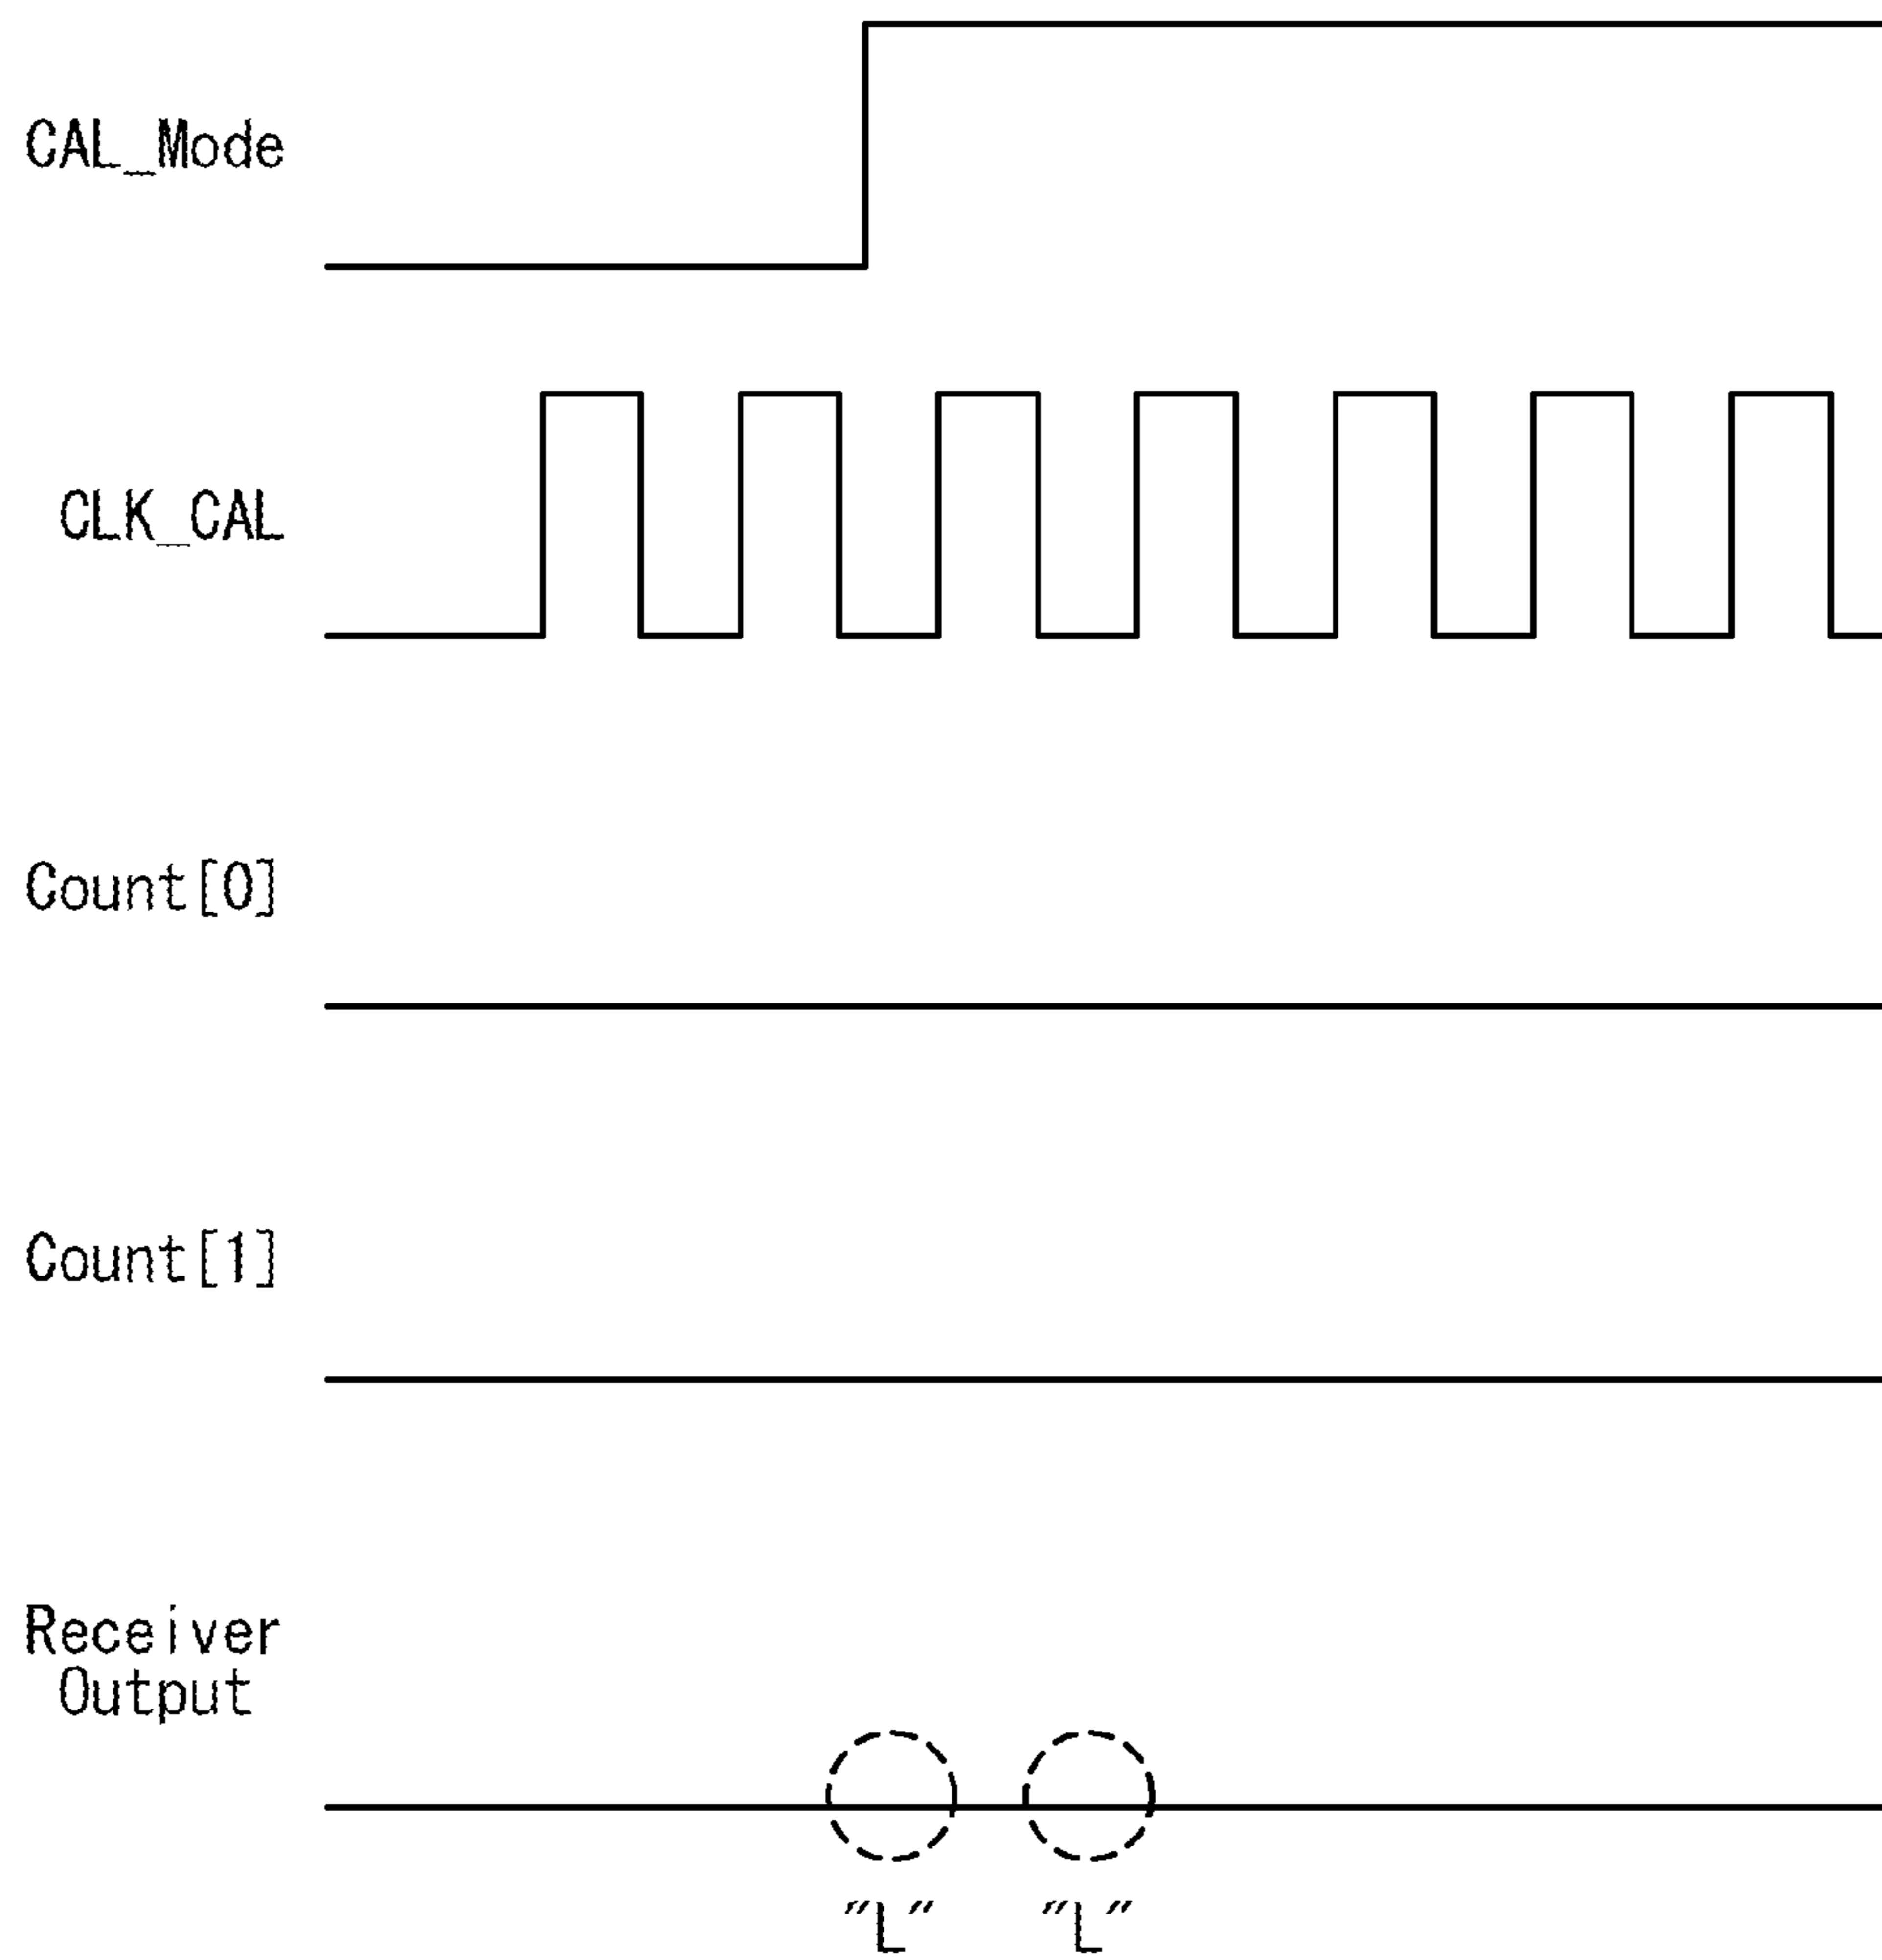 CAL_Mode
CLK_CAL
Count[0]
Count[1]
Receiver
Output
"L" "L"